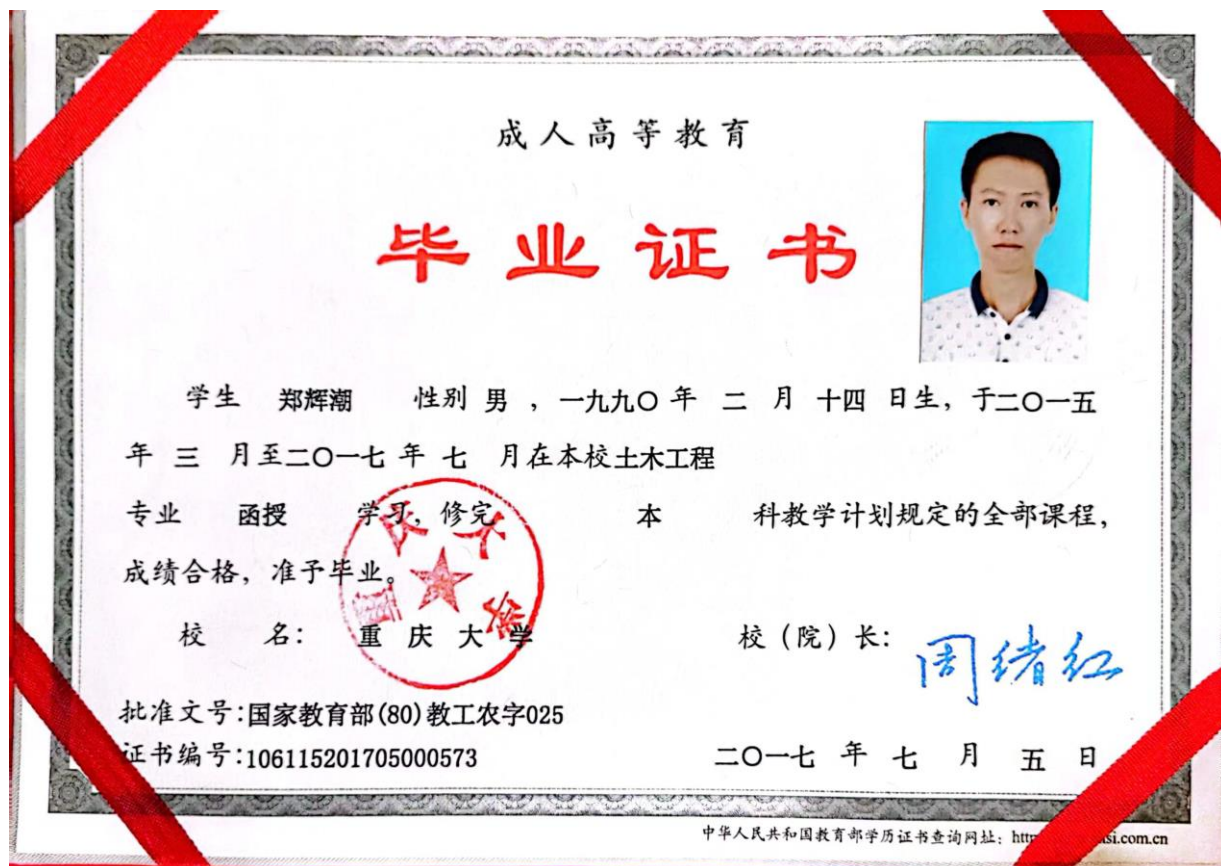 成人高等教育
毕业证书
学生 郑辉潮 性别 男 ，一九九〇 年 二 月 十四 日生，于二〇一五
年 三 月至二〇一七 年 七 月在本校土木工程
专业 函授 学习，修完 本 科教学计划规定的全部课程，
成绩合格，准予毕业。
校 名： 重 庆 大 学
重庆大学
校（院）长： 周绪红
批准文号：国家教育部(80)教工农字025
证书编号：106115201705000573
二〇一七 年 七 月 五 日
中华人民共和国教育部学历证书查询网址：